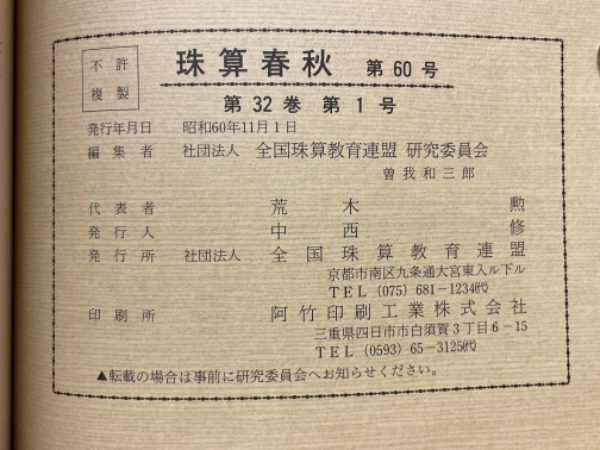 不許
複製
珠算春秋 第60号
第32巻 第1号
発行年月日 昭和60年11月1日
編集者 社団法人 全国珠算教育連盟 研究委員会
曽我和三郎
代表者 荒木勲
発行人 中西修
発行所 社団法人 全国珠算教育連盟
京都市南区九条通大宮東入ル下ル
TEL (075) 681-1234㈹
印刷所 阿竹印刷工業株式会社
三重県四日市市白須賀3丁目6-15
TEL (0593) 65-3125㈹
▲転載の場合は事前に研究委員会へお知らせください。